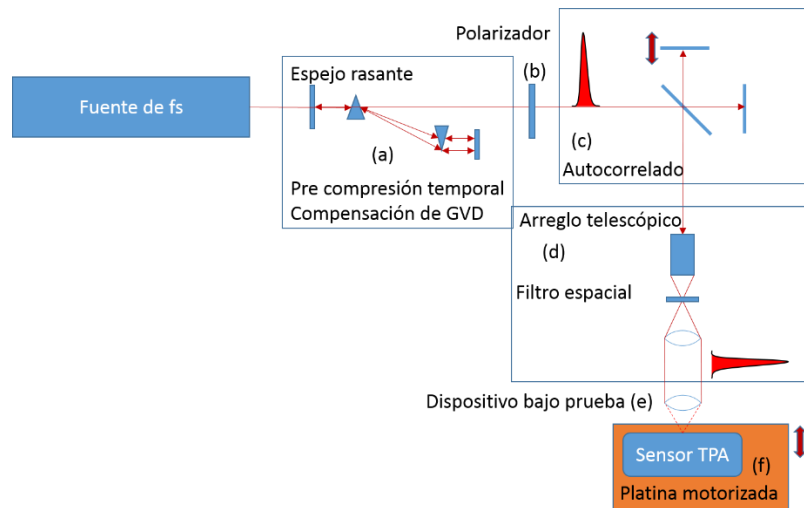 Fuente de fs
Espejo rasante
(a)
Pre compresión temporal
Compensación de GVD
Polarizador
(b)
(c)
Autocorrelado
Arreglo telescópico
(d)
Filtro espacial
Dispositivo bajo prueba (e)
Sensor TPA
(f)
Platina motorizada